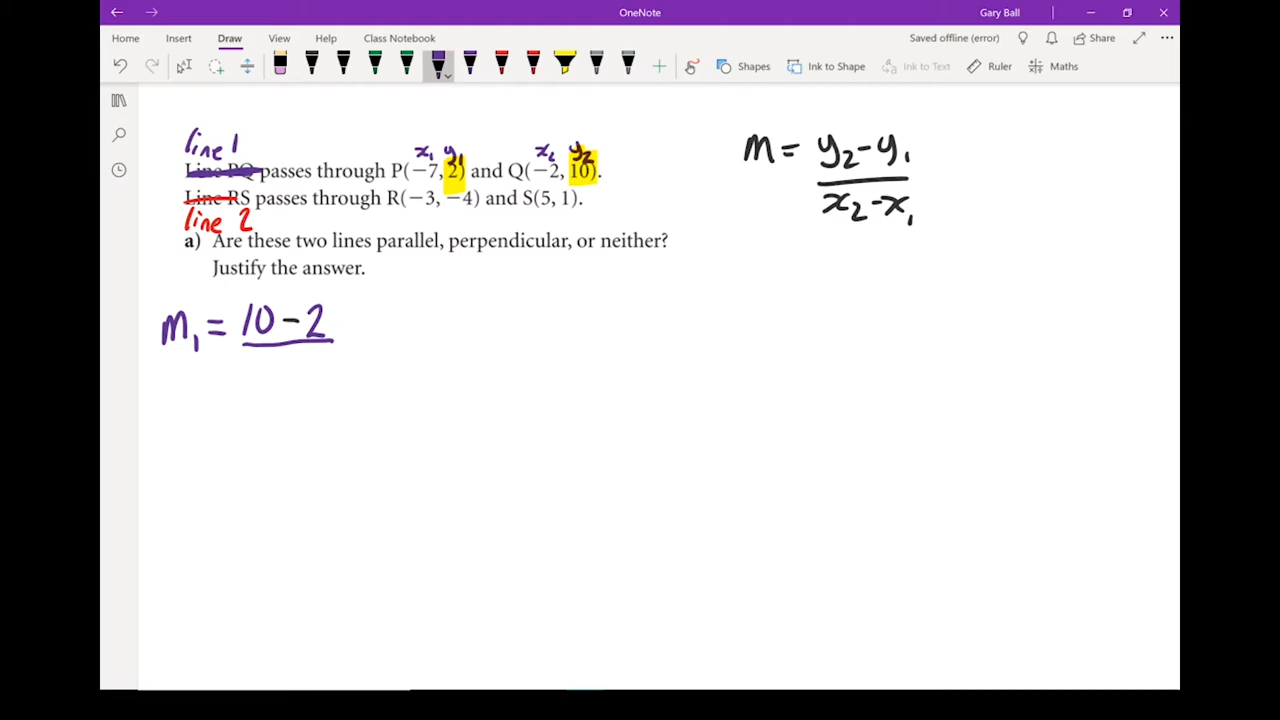 OneNote
Gary Ball
Home Insert Draw View Help Class Notebook
Saved offline (error) Share
Shapes Ink to Shape Ink to Text Ruler Maths
line 1
x₁ y₁ x₂ y₂
Line PQ passes through P(−7, 2) and Q(−2, 10).
Line RS passes through R(−3, −4) and S(5, 1).
line 2
a) Are these two lines parallel, perpendicular, or neither?
Justify the answer.
m = y₂-y₁
x₂-x₁
m₁ = 10-2